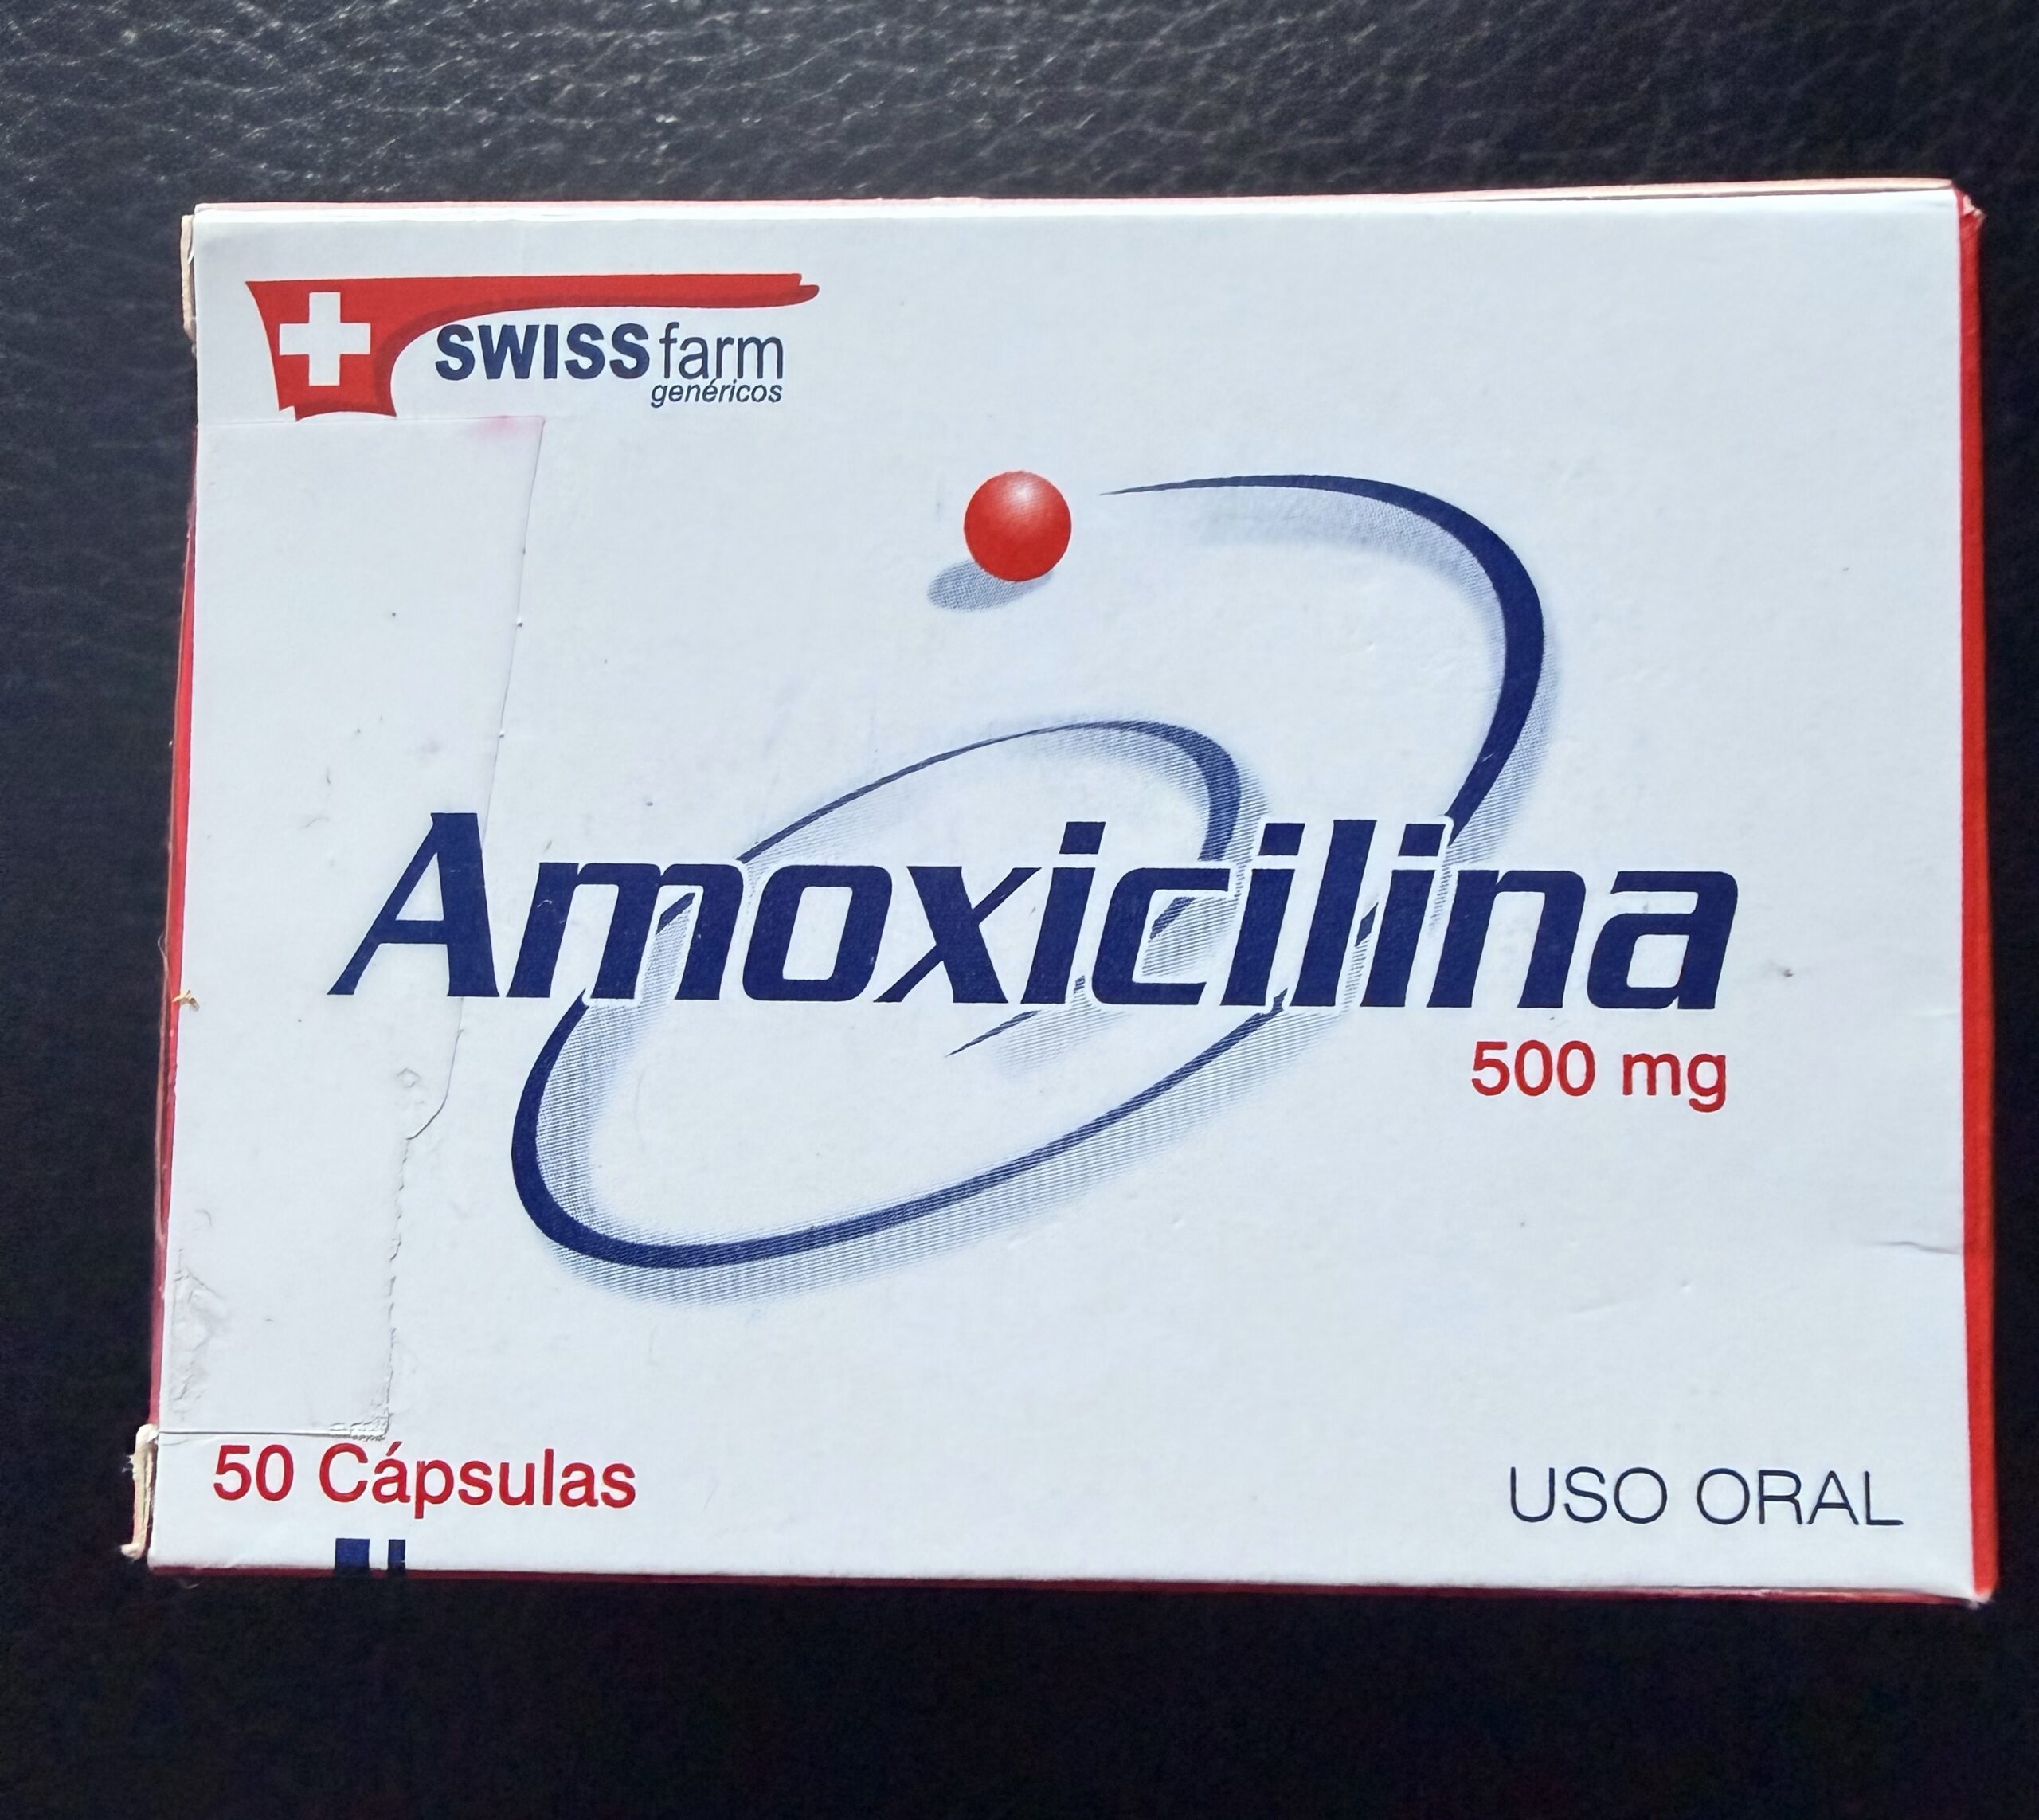 SWISS farm
genéricos
Amoxicilina
500 mg
50 Cápsulas
USO ORAL